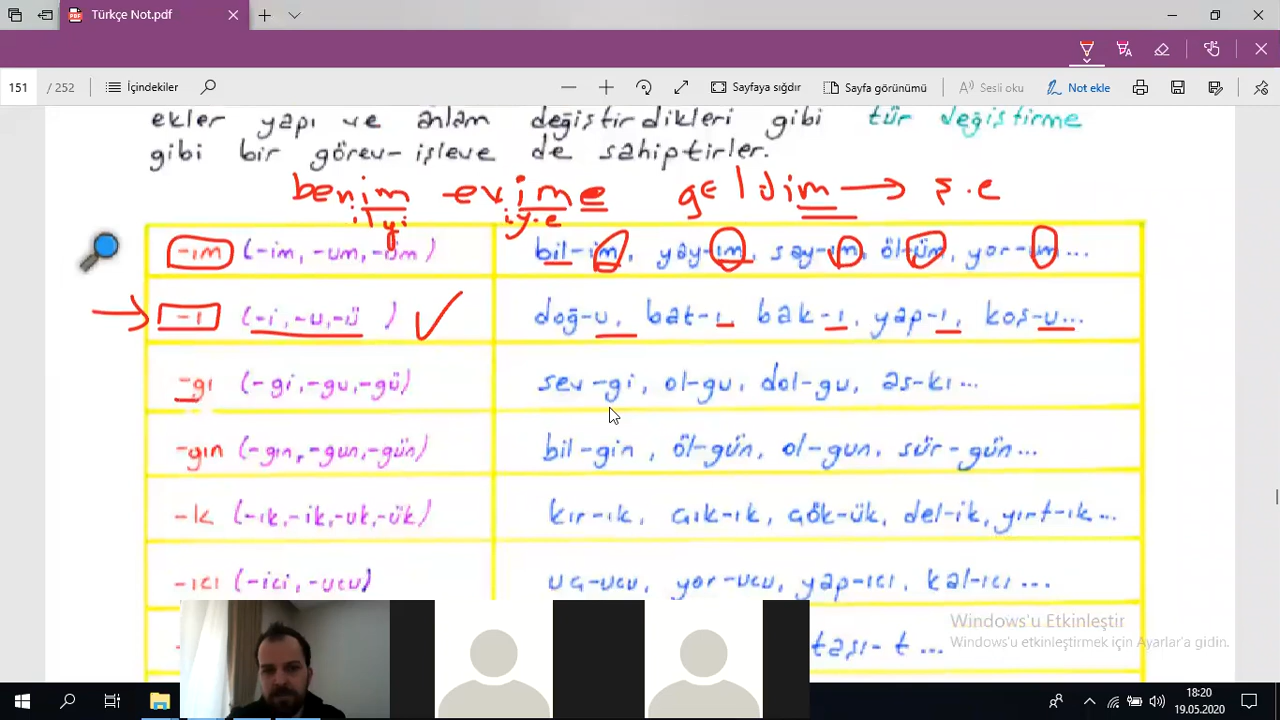 Türkçe Not.pdf
151 / 252 İçindekiler Sayfaya sığdır Sayfa görünümü Sesli oku Not ekle
ekler yapı ve anlam değiştirdikleri gibi tür değiştirme
gibi bir görev-işleve de sahiptirler.
benim evime geldim → ş.e
i l y i i.y.e
-ım (-im, -um, -üm) bil-im, yay-ım, say-ım, öl-üm, yor-um ...
-ı (-i, -u, -ü ) doğ-u, bat-ı bak-ı, yap-ı, koş-u...
-gı (-gi, -gu, -gü) sev-gi, ol-gu, dol-gu, as-kı ...
-gın (-gın, -gun, -gün) bil-gin, öl-gün, ol-gun, sür-gün...
-k (-ık, -ik, -uk, -ük) kır-ık, açık-ık, çök-ük, del-ik, yırt-ık ...
-ıcı (-ici, -ucu) uç-ucu, yor-ucu, yap-ıcı, kal-ıcı ...
taşı-t ...
Windows'u Etkinleştir
Windows'u etkinleştirmek için Ayarlar'a gidin.
18:20
19.05.2020